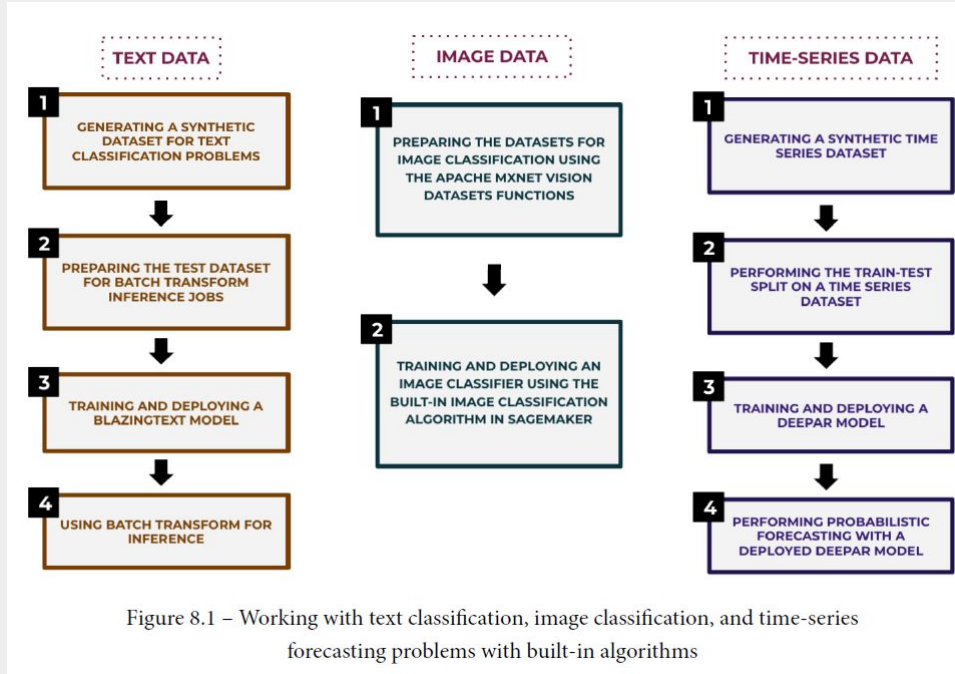 TEXT DATA
1
GENERATING A SYNTHETIC
DATASET FOR TEXT
CLASSIFICATION PROBLEMS
2
PREPARING THE TEST DATASET
FOR BATCH TRANSFORM
INFERENCE JOBS
3
TRAINING AND DEPLOYING A
BLAZINGTEXT MODEL
4
USING BATCH TRANSFORM FOR
INFERENCE
IMAGE DATA
1
PREPARING THE DATASETS FOR
IMAGE CLASSIFICATION USING
THE APACHE MXNET VISION
DATASETS FUNCTIONS
2
TRAINING AND DEPLOYING AN
IMAGE CLASSIFIER USING THE
BUILT-IN IMAGE CLASSIFICATION
ALGORITHM IN SAGEMAKER
TIME-SERIES DATA
1
GENERATING A SYNTHETIC TIME
SERIES DATASET
2
PERFORMING THE TRAIN-TEST
SPLIT ON A TIME SERIES
DATASET
3
TRAINING AND DEPLOYING A
DEEPAR MODEL
4
PERFORMING PROBABILISTIC
FORECASTING WITH A
DEPLOYED DEEPAR MODEL
Figure 8.1 – Working with text classification, image classification, and time-series
forecasting problems with built-in algorithms